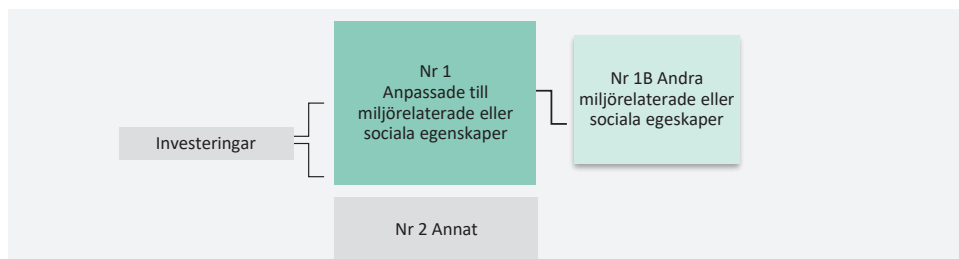 Investeringar
Nr 1
Anpassade till
miljörelaterade eller
sociala egenskaper
Nr 1B Andra
miljörelaterade eller
sociala egeskaper
Nr 2 Annat